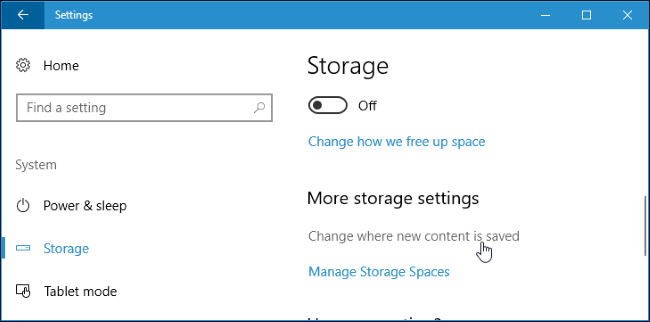 Settings
Home
Find a setting
System
Power & sleep
Storage
Tablet mode
Storage
Off
Change how we free up space
More storage settings
Change where new content is saved
Manage Storage Spaces